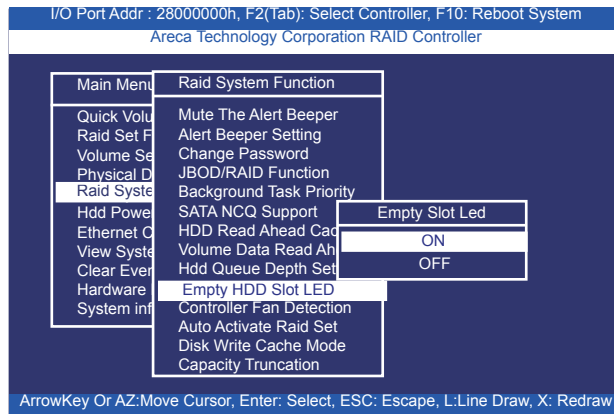 I/O Port Addr : 28000000h, F2(Tab): Select Controller, F10: Reboot System
Areca Technology Corporation RAID Controller
Main Menu
Quick Volu
Raid Set F
Volume Se
Physical D
Raid Syste
Hdd Powe
Ethernet C
View Syste
Clear Even
Hardware
System inf
Raid System Function
Mute The Alert Beeper
Alert Beeper Setting
Change Password
JBOD/RAID Function
Background Task Priority
SATA NCQ Support
HDD Read Ahead Cac
Volume Data Read Ah
Hdd Queue Depth Set
Empty HDD Slot LED
Controller Fan Detection
Auto Activate Raid Set
Disk Write Cache Mode
Capacity Truncation
Empty Slot Led
ON
OFF
ArrowKey Or AZ:Move Cursor, Enter: Select, ESC: Escape, L:Line Draw, X: Redraw